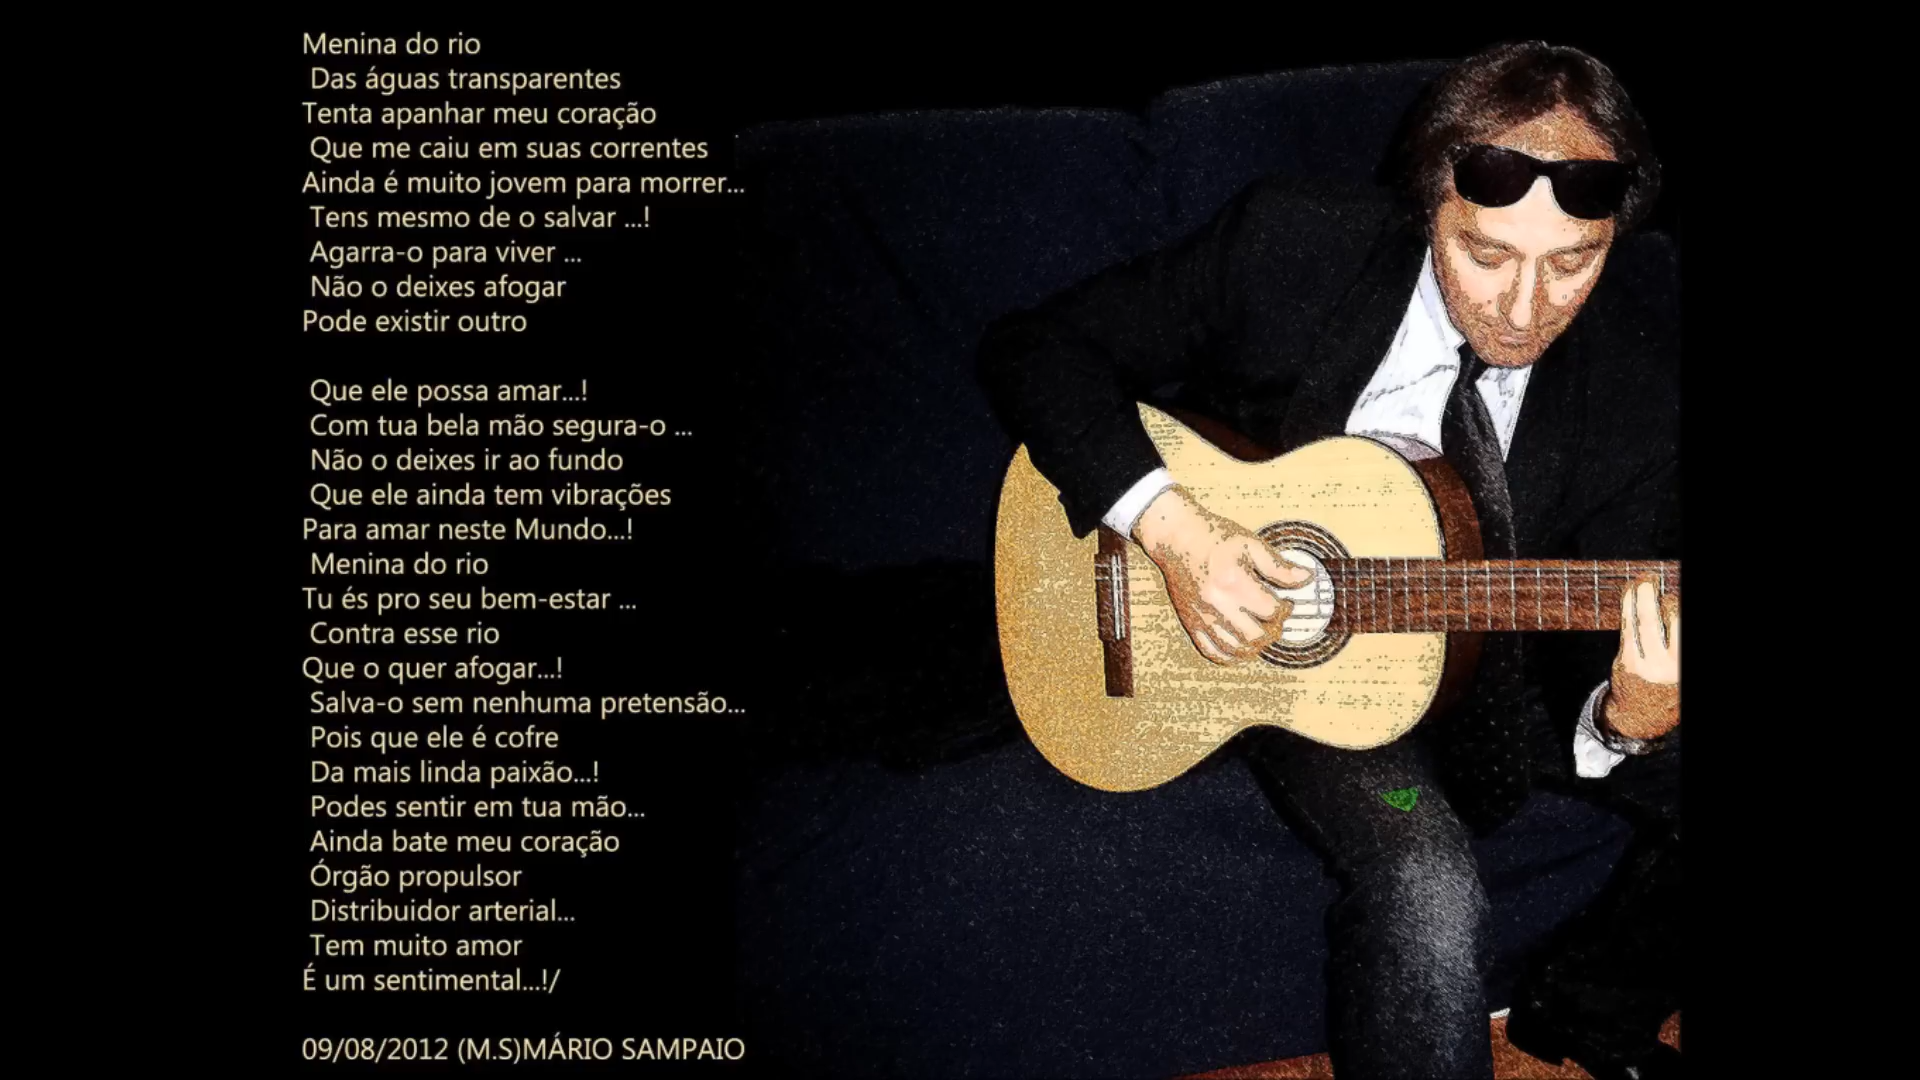 Menina do rio
Das águas transparentes
Tenta apanhar meu coração
Que me caiu em suas correntes
Ainda é muito jovem para morrer...
Tens mesmo de o salvar ...!
Agarra-o para viver ...
Não o deixes afogar
Pode existir outro
Que ele possa amar...!
Com tua bela mão segura-o ...
Não o deixes ir ao fundo
Que ele ainda tem vibrações
Para amar neste Mundo...!
Menina do rio
Tu és pro seu bem-estar ...
Contra esse rio
Que o quer afogar...!
Salva-o sem nenhuma pretensão...
Pois que ele é cofre
Da mais linda paixão...!
Podes sentir em tua mão...
Ainda bate meu coração
Órgão propulsor
Distribuidor arterial...
Tem muito amor
É um sentimental...!/
09/08/2012 (M.S)MÁRIO SAMPAIO